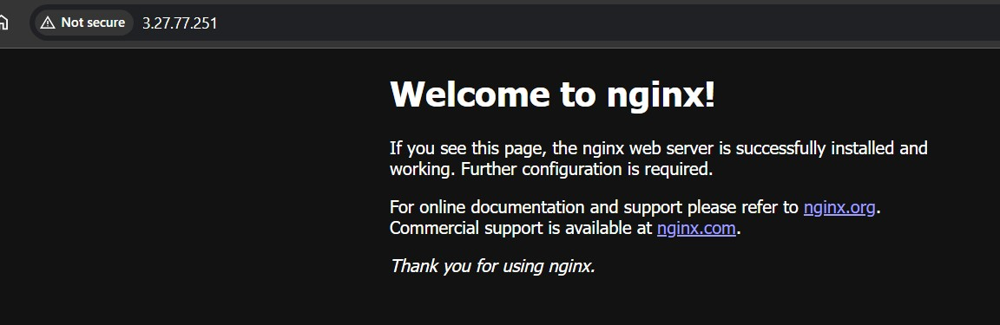 Not secure 3.27.77.251
Welcome to nginx!
If you see this page, the nginx web server is successfully installed and
working. Further configuration is required.
For online documentation and support please refer to nginx.org.
Commercial support is available at nginx.com.
Thank you for using nginx.